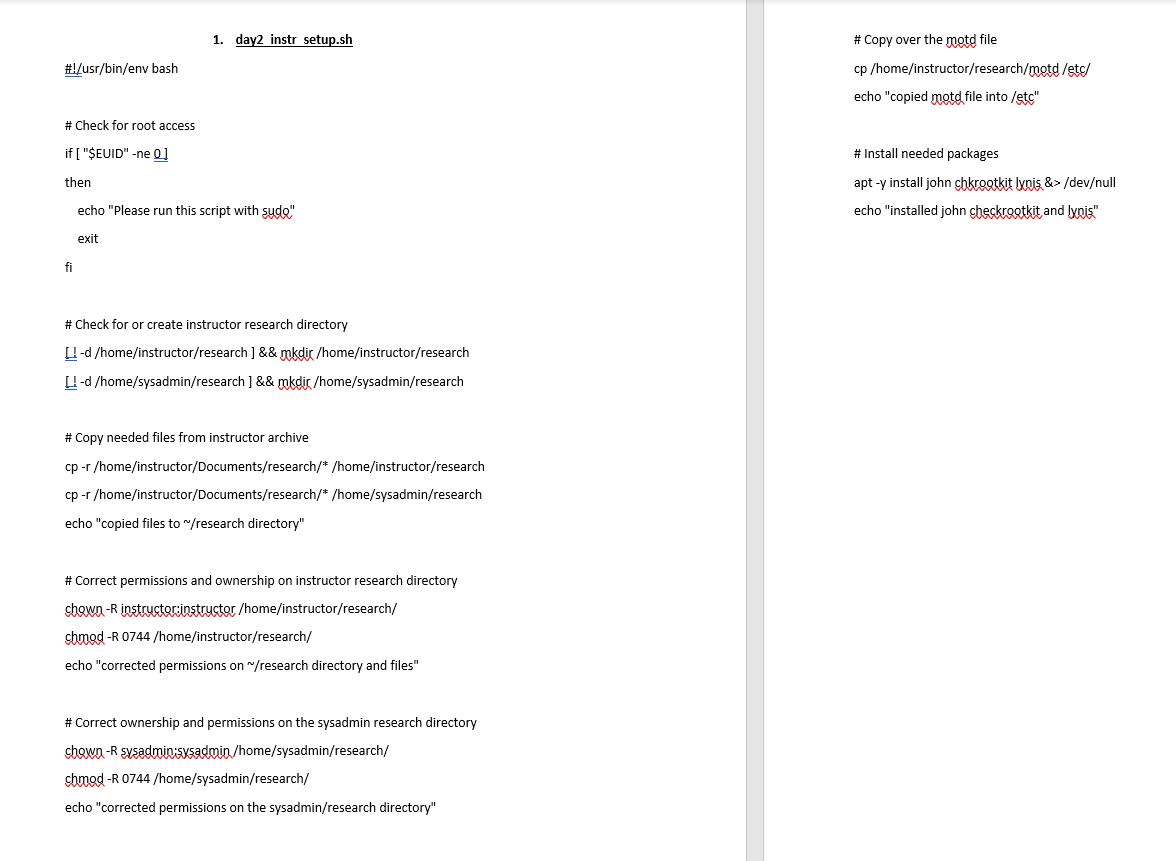 1. day2_instr_setup.sh
#!/usr/bin/env bash
# Check for root access
if [ "$EUID" -ne 0 ]
then
echo "Please run this script with sudo"
exit
fi
# Check for or create instructor research directory
[ ! -d /home/instructor/research ] && mkdir /home/instructor/research
[ ! -d /home/sysadmin/research ] && mkdir /home/sysadmin/research
# Copy needed files from instructor archive
cp -r /home/instructor/Documents/research/* /home/instructor/research
cp -r /home/instructor/Documents/research/* /home/sysadmin/research
echo "copied files to ~/research directory"
# Correct permissions and ownership on instructor research directory
chown -R instructor:instructor /home/instructor/research/
chmod -R 0744 /home/instructor/research/
echo "corrected permissions on ~/research directory and files"
# Correct ownership and permissions on the sysadmin research directory
chown -R sysadmin:sysadmin /home/sysadmin/research/
chmod -R 0744 /home/sysadmin/research/
echo "corrected permissions on the sysadmin/research directory"
# Copy over the motd file
cp /home/instructor/research/motd /etc/
echo "copied motd file into /etc"
# Install needed packages
apt -y install john chkrootkit lynis &> /dev/null
echo "installed john checkrootkit and lynis"